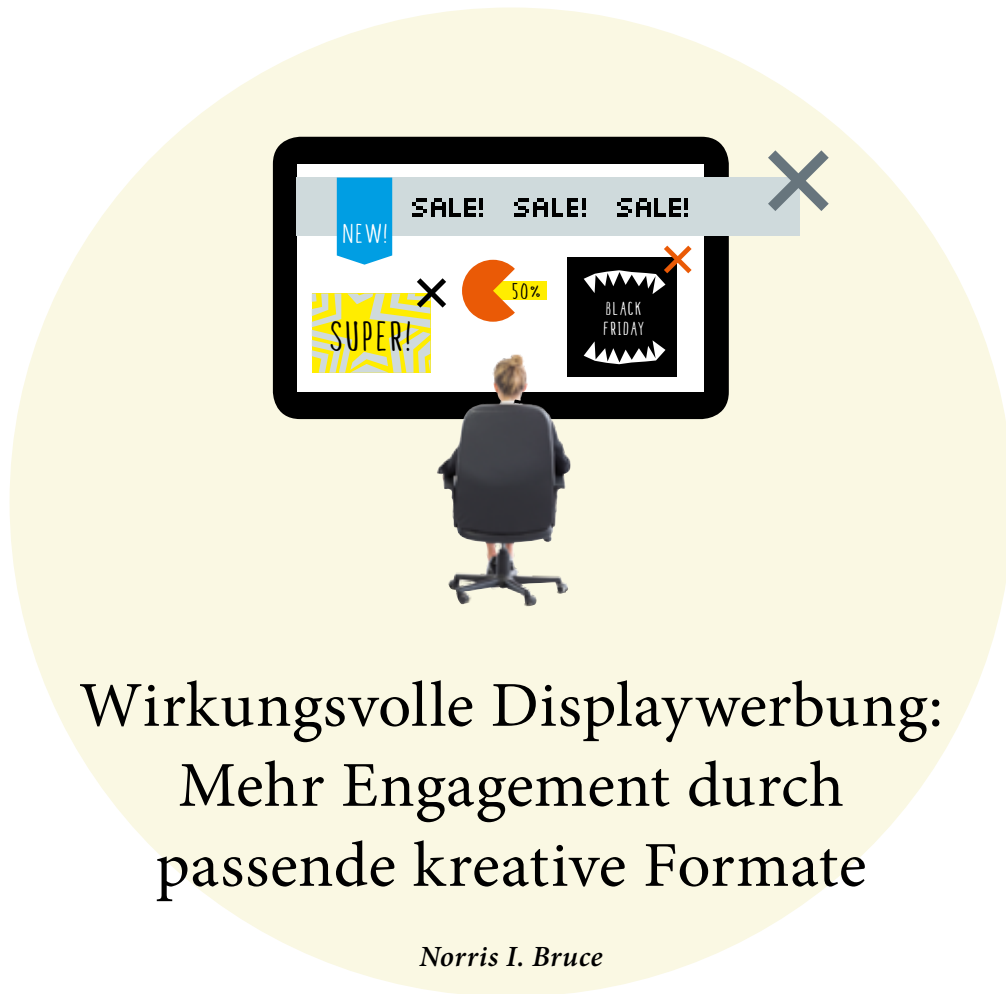 SALE! SALE! SALE!
NEW!
50%
SUPER!
BLACK
FRIDAY
Wirkungsvolle Displaywerbung:
Mehr Engagement durch
passende kreative Formate
Norris I. Bruce